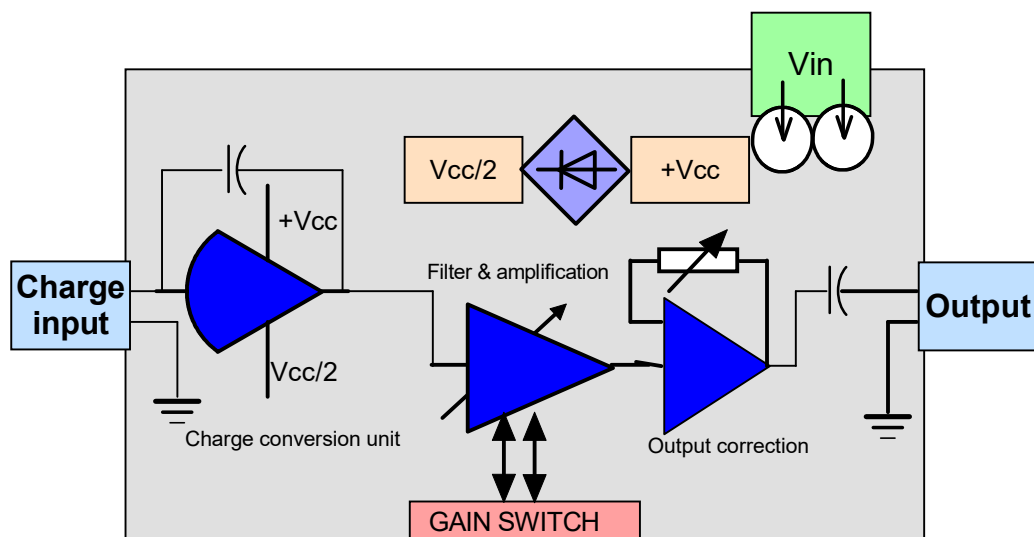 Vin
Vcc/2
+Vcc
+Vcc
Filter & amplification
Charge
input
Output
Vcc/2
Charge conversion unit
Output correction
GAIN SWITCH